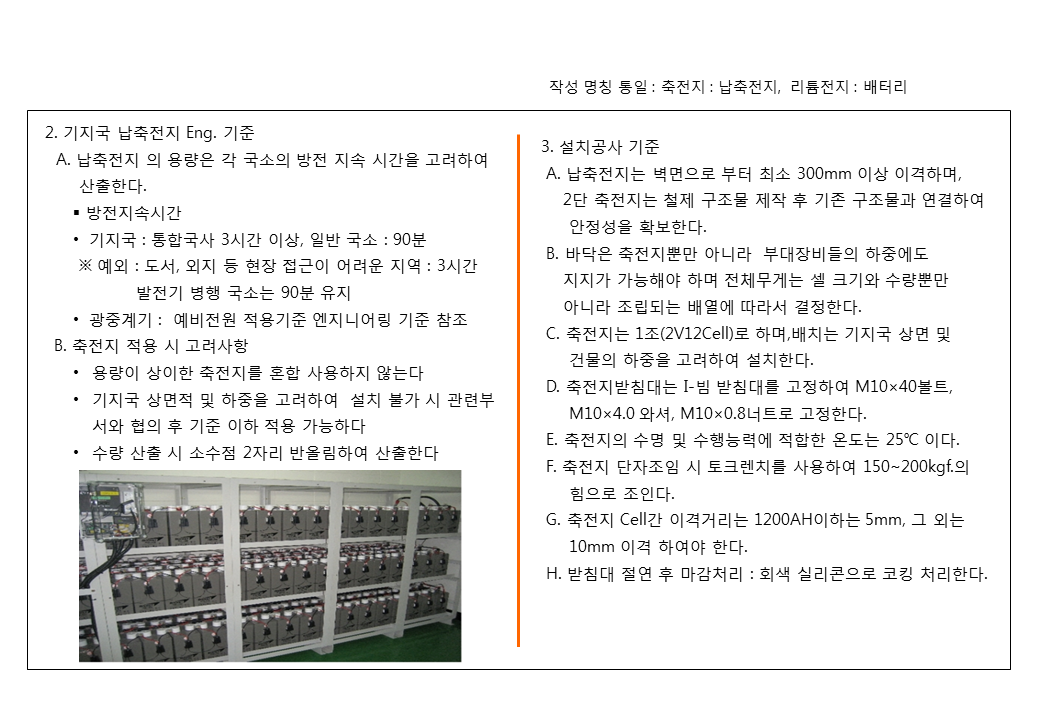 작성 명칭 통일 : 축전지 : 납축전지, 리튬전지 : 배터리
2. 기지국 납축전지 Eng. 기준
A. 납축전지 의 용량은 각 국소의 방전 지속 시간을 고려하여
산출한다.
▪ 방전지속시간
• 기지국 : 통합국사 3시간 이상, 일반 국소 : 90분
※ 예외 : 도서, 외지 등 현장 접근이 어려운 지역 : 3시간
발전기 병행 국소는 90분 유지
• 광중계기 : 예비전원 적용기준 엔지니어링 기준 참조
B. 축전지 적용 시 고려사항
• 용량이 상이한 축전지를 혼합 사용하지 않는다
• 기지국 상면적 및 하중을 고려하여 설치 불가 시 관련부
서와 협의 후 기준 이하 적용 가능하다
• 수량 산출 시 소수점 2자리 반올림하여 산출한다
3. 설치공사 기준
A. 납축전지는 벽면으로 부터 최소 300mm 이상 이격하며,
2단 축전지는 철제 구조물 제작 후 기존 구조물과 연결하여
안정성을 확보한다.
B. 바닥은 축전지뿐만 아니라 부대장비들의 하중에도
지지가 가능해야 하며 전체무게는 셀 크기와 수량뿐만
아니라 조립되는 배열에 따라서 결정한다.
C. 축전지는 1조(2V12Cell)로 하며,배치는 기지국 상면 및
건물의 하중을 고려하여 설치한다.
D. 축전지받침대는 I-빔 받침대를 고정하여 M10×40볼트,
M10×4.0 와셔, M10×0.8너트로 고정한다.
E. 축전지의 수명 및 수행능력에 적합한 온도는 25℃ 이다.
F. 축전지 단자조임 시 토크렌치를 사용하여 150~200kgf.의
힘으로 조인다.
G. 축전지 Cell간 이격거리는 1200AH이하는 5mm, 그 외는
10mm 이격 하여야 한다.
H. 받침대 절연 후 마감처리 : 회색 실리콘으로 코킹 처리한다.